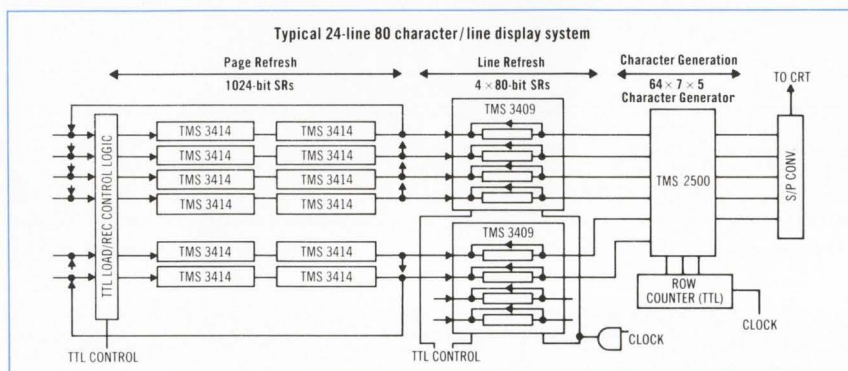 Typical 24-line 80 character/line display system
Page Refresh
1024-bit SRs
Line Refresh
4 × 80-bit SRs
Character Generation
64 × 7 × 5
Character Generator
TO CRT
TTL LOAD/REC CONTROL LOGIC
TMS 3414 TMS 3414
TMS 3414 TMS 3414
TMS 3414 TMS 3414
TMS 3414 TMS 3414
TMS 3414 TMS 3414
TMS 3414 TMS 3414
TMS 3409
TMS 3409
TMS 2500
S/P CONV.
ROW
COUNTER (TTL)
CLOCK
CLOCK
TTL CONTROL
TTL CONTROL